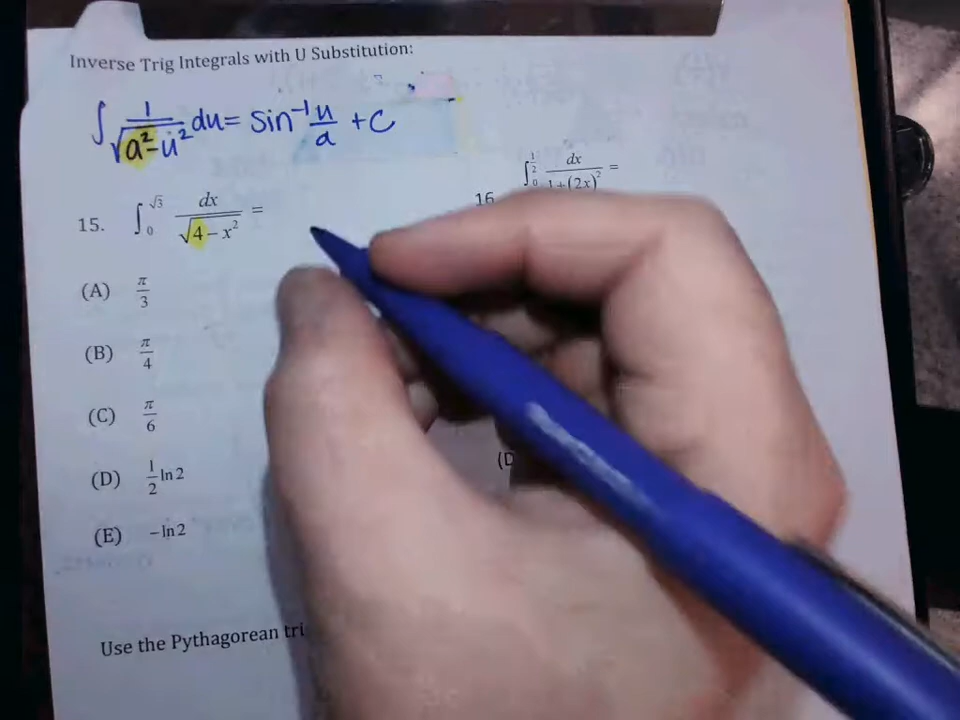 Inverse Trig Integrals with U Substitution:
∫ 1/√(a²-u²) du = sin⁻¹ u/a + C
15. ∫₀^√3 dx/√(4-x²) =
16 ∫₀^(1/2) dx/(1+(2x)²) =
(A) π/3
(B) π/4
(C) π/6
(D) 1/2 ln 2
(E) -ln 2
(D
Use the Pythagorean tri